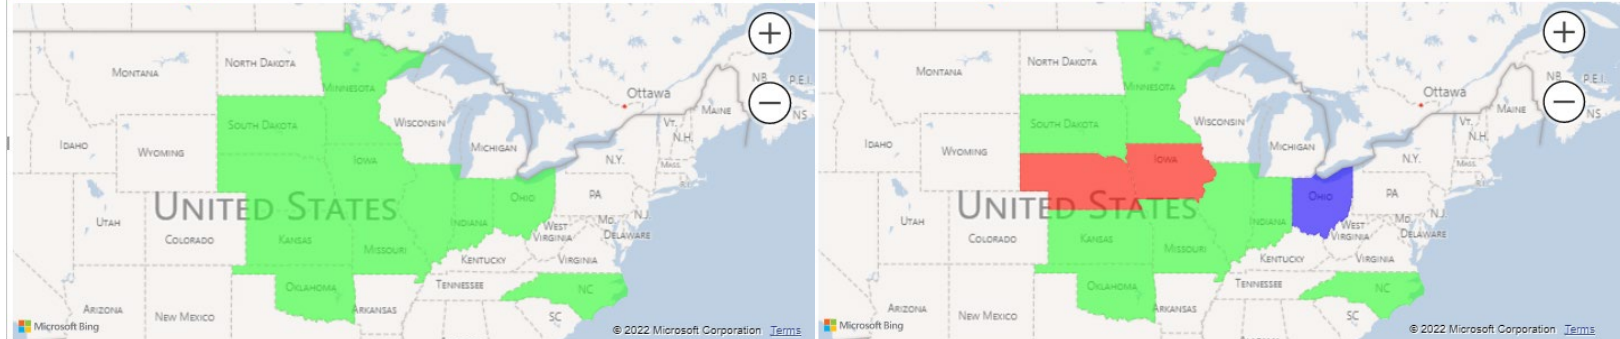 MONTANA
NORTH DAKOTA
MINNESOTA
Ottawa
NB
P.E.I.
NS
MAINE
SOUTH DAKOTA
WISCONSIN
VT.
N.H.
IDAHO
WYOMING
MICHIGAN
IOWA
N.Y.
MASS.
R.I.
UNITED STATES
PA
OHIO
N.J.
UTAH
COLORADO
KANSAS
MISSOURI
INDIANA
WEST VIRGINIA
MD.
DELAWARE
KENTUCKY
VIRGINIA
TENNESSEE
OKLAHOMA
NC
ARIZONA
NEW MEXICO
ARKANSAS
SC
Microsoft Bing
© 2022 Microsoft Corporation Terms
MONTANA
NORTH DAKOTA
MINNESOTA
Ottawa
NB
P.E.I.
NS
MAINE
SOUTH DAKOTA
WISCONSIN
VT.
N.H.
IDAHO
WYOMING
MICHIGAN
IOWA
N.Y.
MASS.
R.I.
UNITED STATES
PA
OHIO
N.J.
UTAH
COLORADO
KANSAS
MISSOURI
INDIANA
WEST VIRGINIA
MD.
DELAWARE
KENTUCKY
VIRGINIA
TENNESSEE
OKLAHOMA
NC
ARIZONA
NEW MEXICO
ARKANSAS
SC
Microsoft Bing
© 2022 Microsoft Corporation Terms